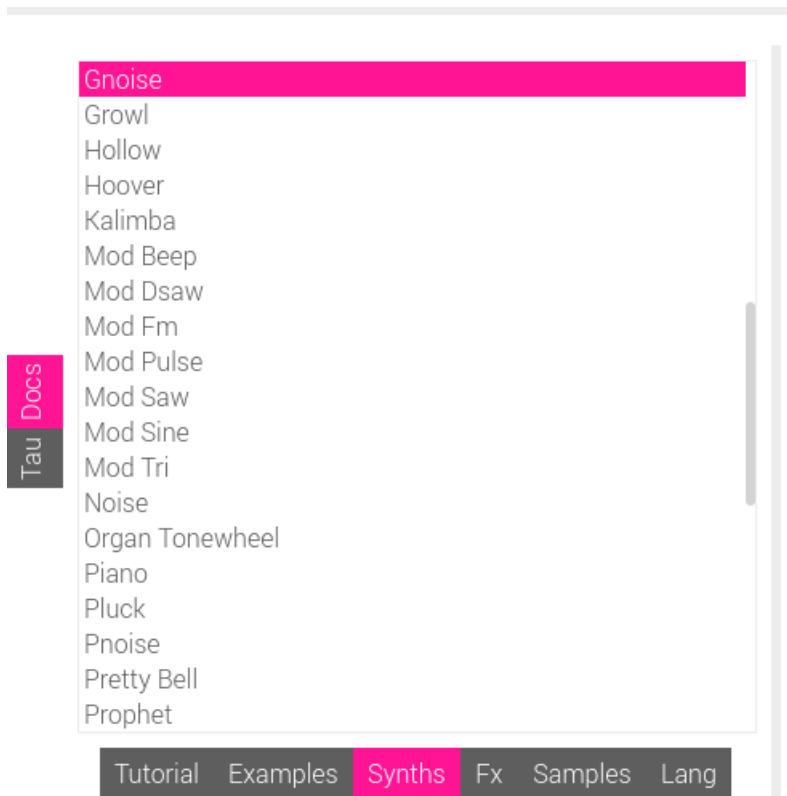 Gnoise
Growl
Hollow
Hoover
Kalimba
Mod Beep
Mod Dsaw
Mod Fm
Mod Pulse
Mod Saw
Mod Sine
Mod Tri
Noise
Organ Tonewheel
Piano
Pluck
Pnoise
Pretty Bell
Prophet
Docs
Tau
Tutorial Examples Synths Fx Samples Lang